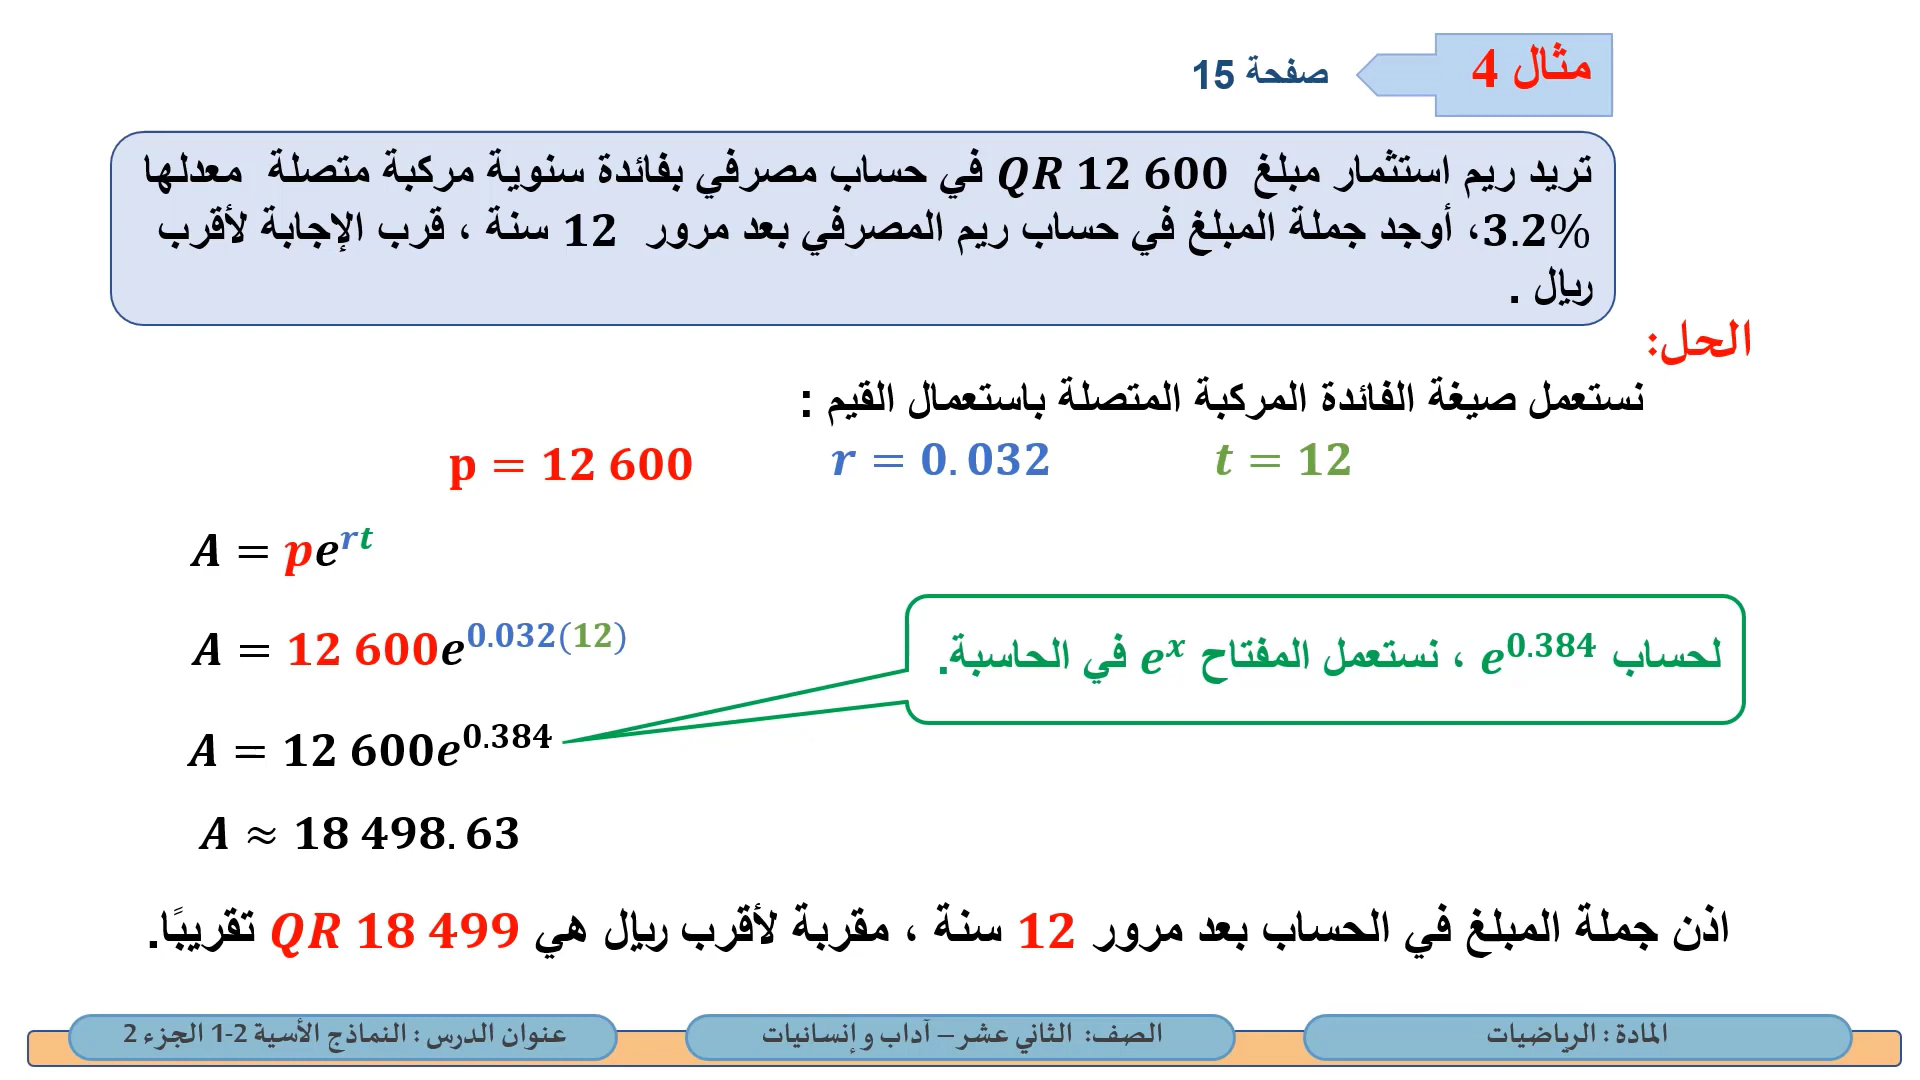 مثال 4
صفحة 15
تريد ريم استثمار مبلغ QR 12 600 في حساب مصرفي بفائدة سنوية مركبة متصلة معدلها
3.2%، أوجد جملة المبلغ في حساب ريم المصرفي بعد مرور 12 سنة ، قرب الإجابة لأقرب
ريال .
الحل:
نستعمل صيغة الفائدة المركبة المتصلة باستعمال القيم :
p = 12 600 r = 0.032 t = 12
A = pe^{rt}
A = 12 600e^{0.032(12)}
لحساب e^{0.384} ، نستعمل المفتاح e^{x} في الحاسبة.
A = 12 600e^{0.384}
A ≈ 18 498.63
اذن جملة المبلغ في الحساب بعد مرور 12 سنة ، مقربة لأقرب ريال هي QR 18 499 تقريبًا.
المادة : الرياضيات
الصف: الثاني عشر – آداب و إنسانيات
عنوان الدرس : النماذج الأسية 2-1 الجزء 2